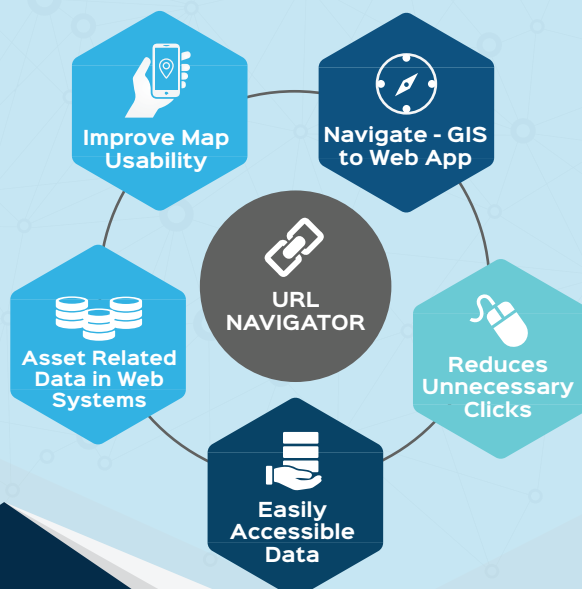 Improve Map
Usability
Navigate - GIS
to Web App
URL
NAVIGATOR
Asset Related
Data in Web
Systems
Reduces
Unnecessary
Clicks
Easily
Accessible
Data